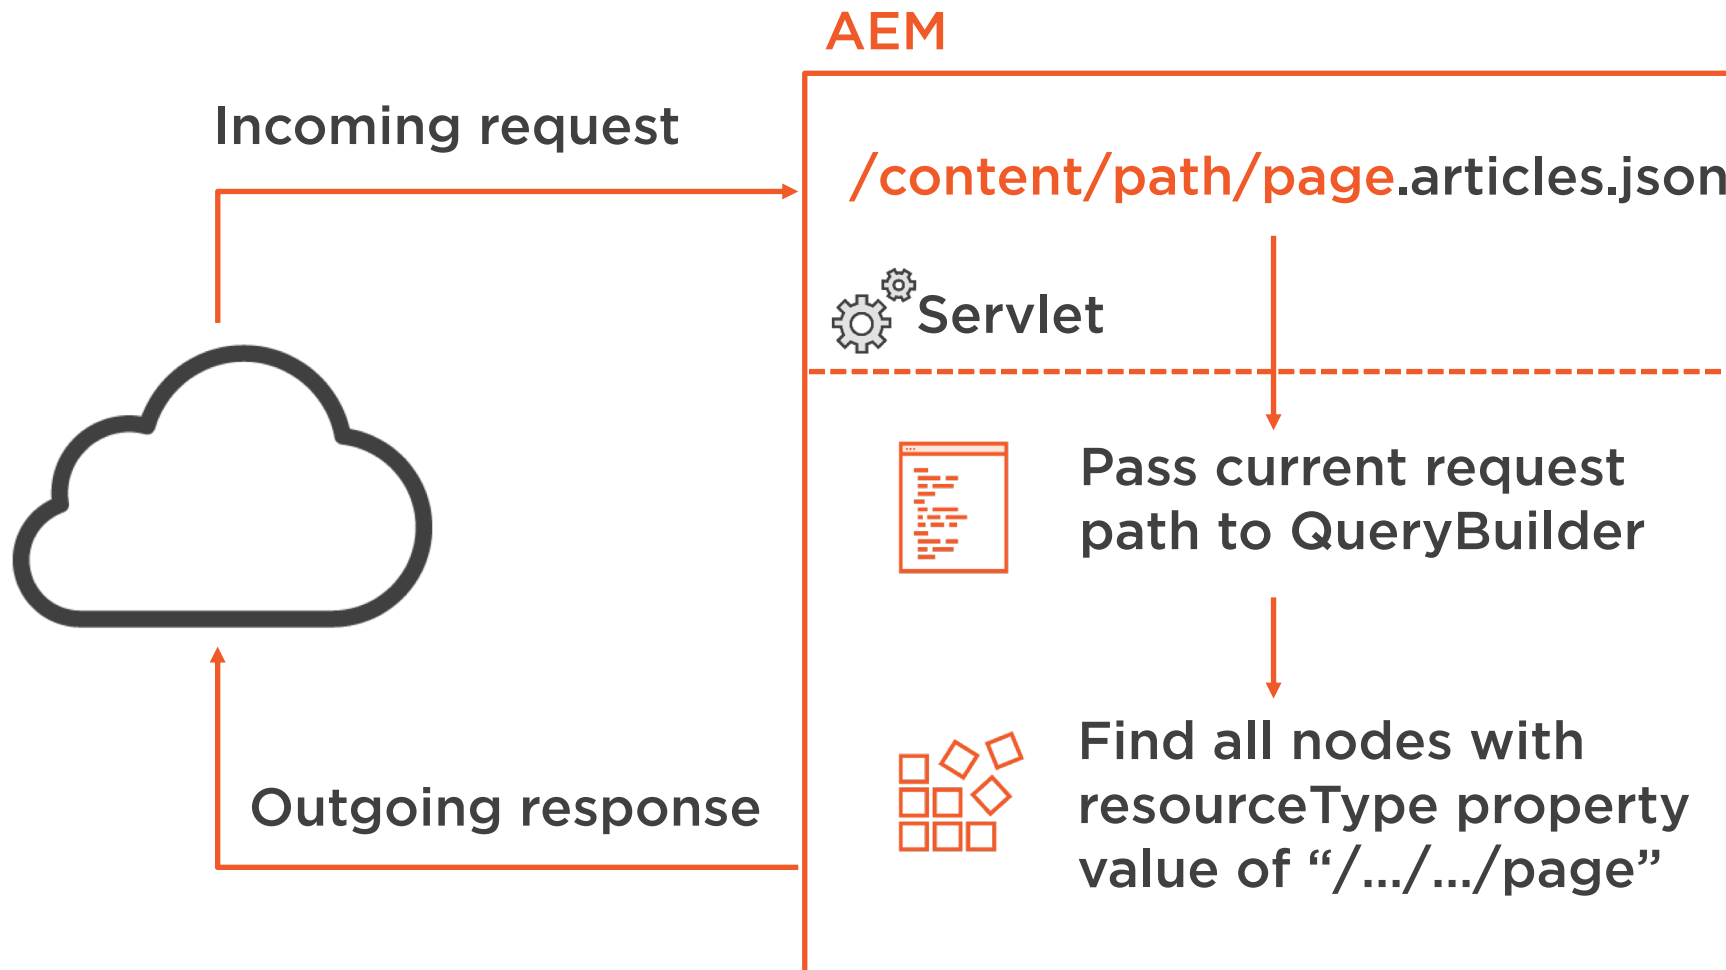 AEM
Incoming request
/content/path/page.articles.json
Servlet
Pass current request
path to QueryBuilder
Find all nodes with
resourceType property
value of “/.../.../page”
Outgoing response